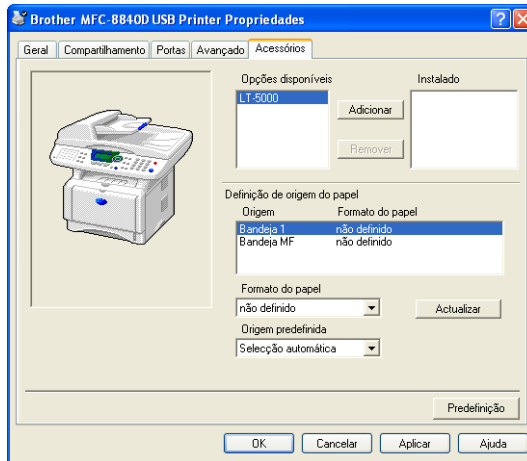 Brother MFC-8840D USB Printer Propriedades
Geral Compartilhamento Portas Avançado Acessórios
Opções disponíveis Instalado
LT-5000
Adicionar
Remover
Definição de origem do papel
Origem Formato do papel
Bandeja 1 não definido
Bandeja MF não definido
Formato do papel
não definido Actualizar
Origem predefinida
Selecção automática
Predefinição
OK Cancelar Aplicar Ajuda